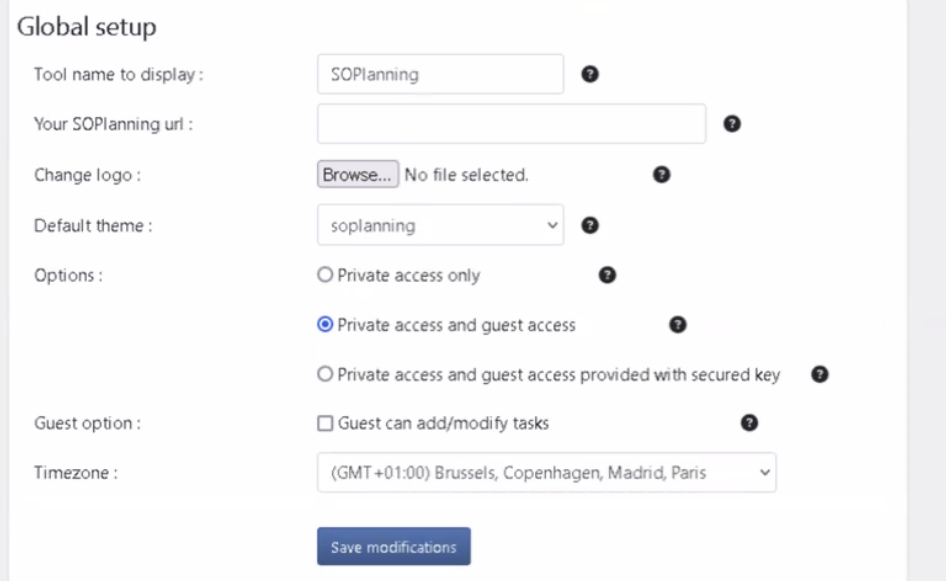 Global setup
Tool name to display : SOPlanning ?
Your SOPlanning url : ?
Change logo : Browse... No file selected. ?
Default theme : soplanning ?
Options : Private access only ?
Private access and guest access ?
Private access and guest access provided with secured key ?
Guest option : Guest can add/modify tasks ?
Timezone : (GMT+01:00) Brussels, Copenhagen, Madrid, Paris
Save modifications